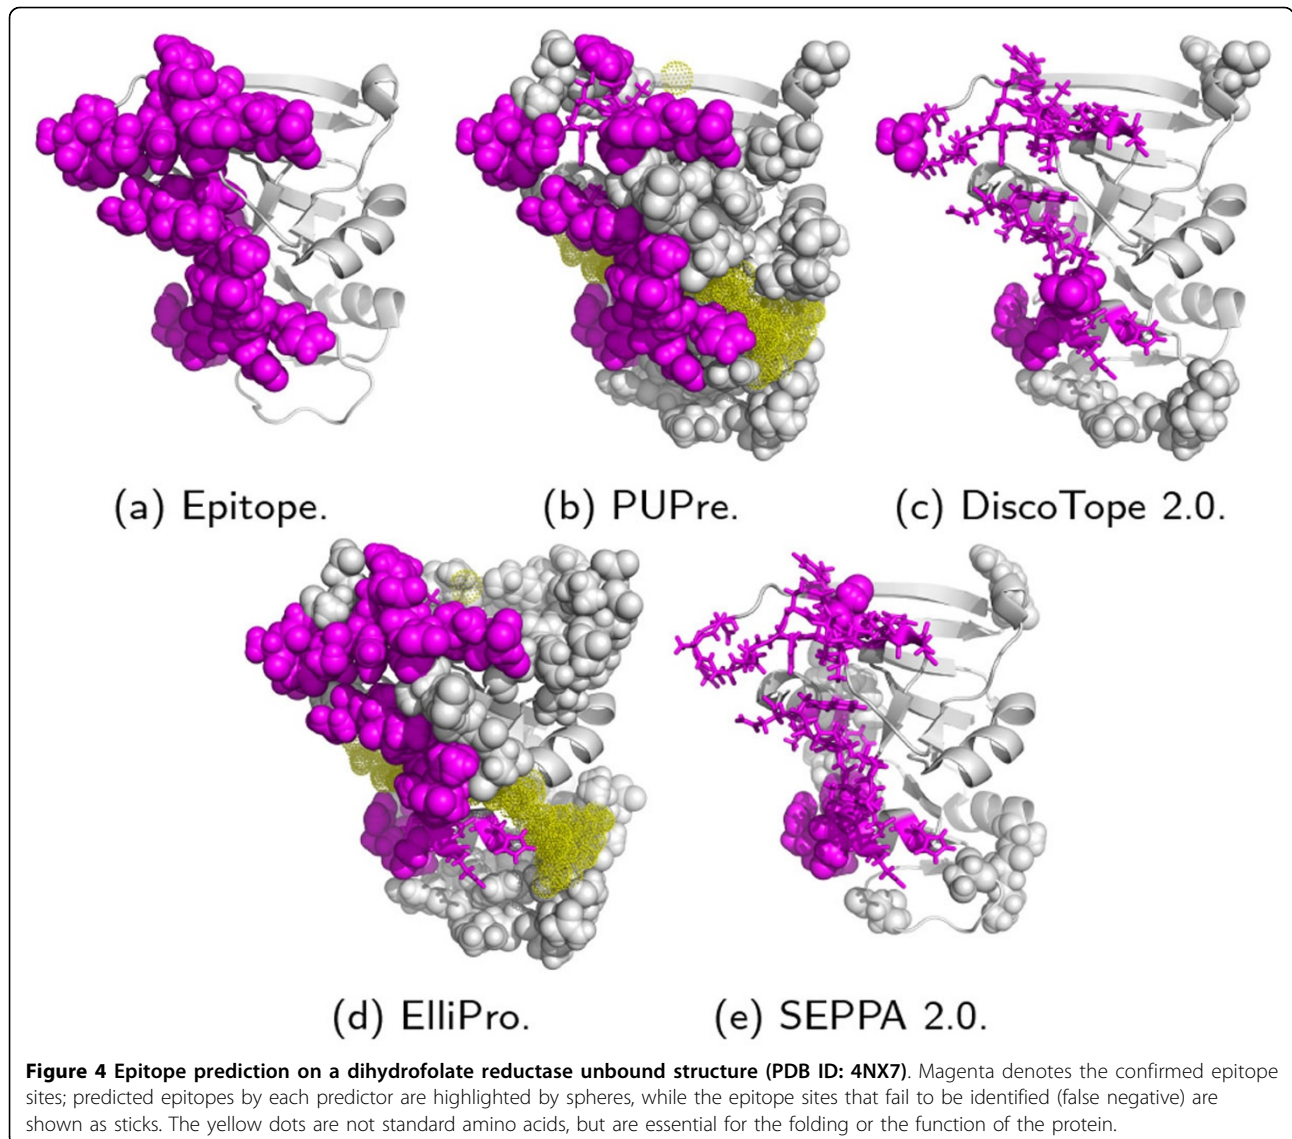 (a) Epitope.
(b) PUPre.
(c) DiscoTope 2.0.
(d) ElliPro.
(e) SEPPA 2.0.
Figure 4 Epitope prediction on a dihydrofolate reductase unbound structure (PDB ID: 4NX7). Magenta denotes the confirmed epitope
sites; predicted epitopes by each predictor are highlighted by spheres, while the epitope sites that fail to be identified (false negative) are
shown as sticks. The yellow dots are not standard amino acids, but are essential for the folding or the function of the protein.